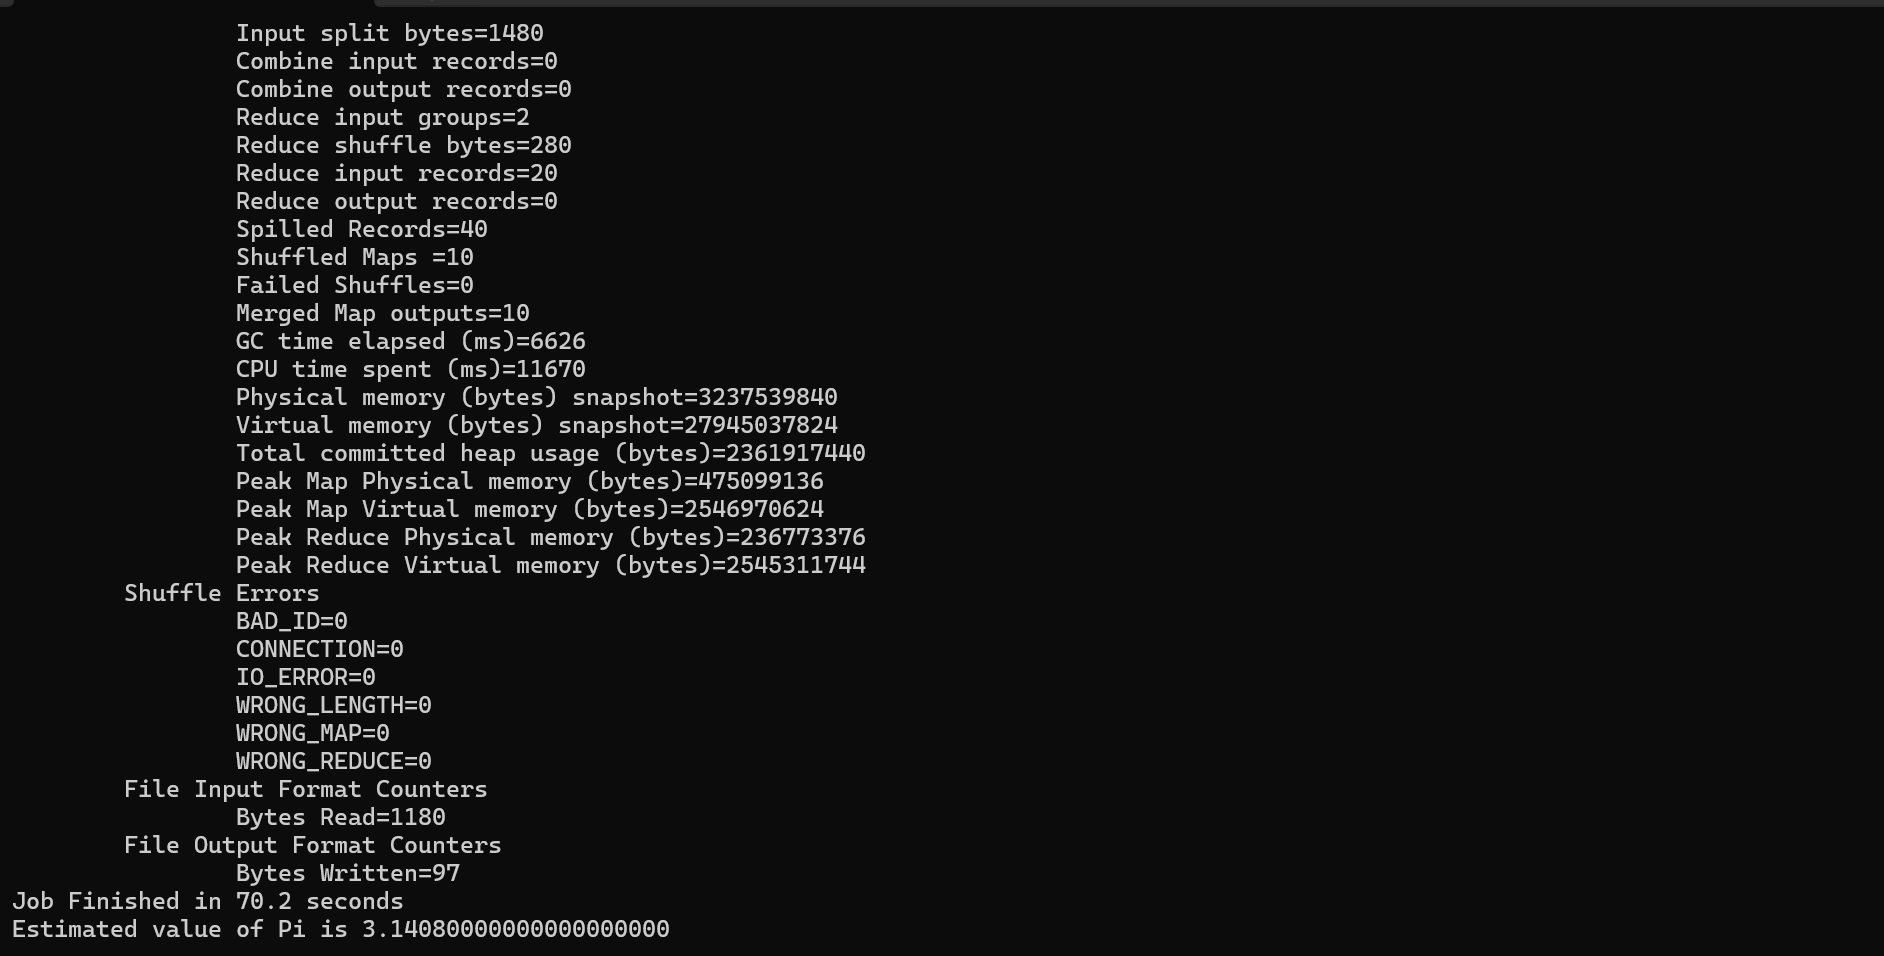 Input split bytes=1480
Combine input records=0
Combine output records=0
Reduce input groups=2
Reduce shuffle bytes=280
Reduce input records=20
Reduce output records=0
Spilled Records=40
Shuffled Maps =10
Failed Shuffles=0
Merged Map outputs=10
GC time elapsed (ms)=6626
CPU time spent (ms)=11670
Physical memory (bytes) snapshot=3237539840
Virtual memory (bytes) snapshot=27945037824
Total committed heap usage (bytes)=2361917440
Peak Map Physical memory (bytes)=475099136
Peak Map Virtual memory (bytes)=2546970624
Peak Reduce Physical memory (bytes)=236773376
Peak Reduce Virtual memory (bytes)=2545311744
Shuffle Errors
BAD_ID=0
CONNECTION=0
IO_ERROR=0
WRONG_LENGTH=0
WRONG_MAP=0
WRONG_REDUCE=0
File Input Format Counters
Bytes Read=1180
File Output Format Counters
Bytes Written=97
Job Finished in 70.2 seconds
Estimated value of Pi is 3.14080000000000000000